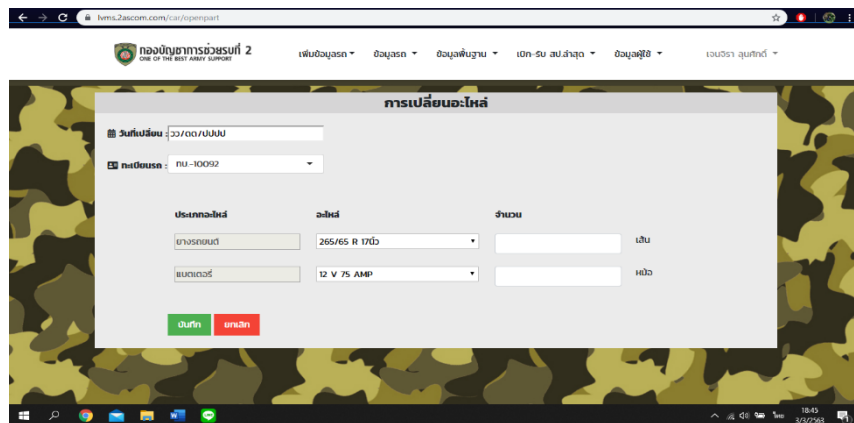 lvms.2ascom.com/car/openpart
กองบัญชาการช่วยรบที่ 2
ONE OF THE BEST ARMY SUPPORT
เพิ่มข้อมูลรถ ข้อมูลรถ ข้อมูลพื้นฐาน เบิก-รับ สป.ล่าสุด ข้อมูลผู้ใช้ เจนจิรา ลุนศักดิ์
การเปลี่ยนอะไหล่
วันที่เปลี่ยน : วว/ดด/ปปปป
ทะเบียนรถ : ทบ.-10092
ประเภทอะไหล่ อะไหล่ จำนวน
ยางรถยนต์ 265/65 R 17นิ้ว เส้น
แบตเตอรี่ 12 V 75 AMP หม้อ
บันทึก ยกเลิก
ไทย
18:45
3/3/2563